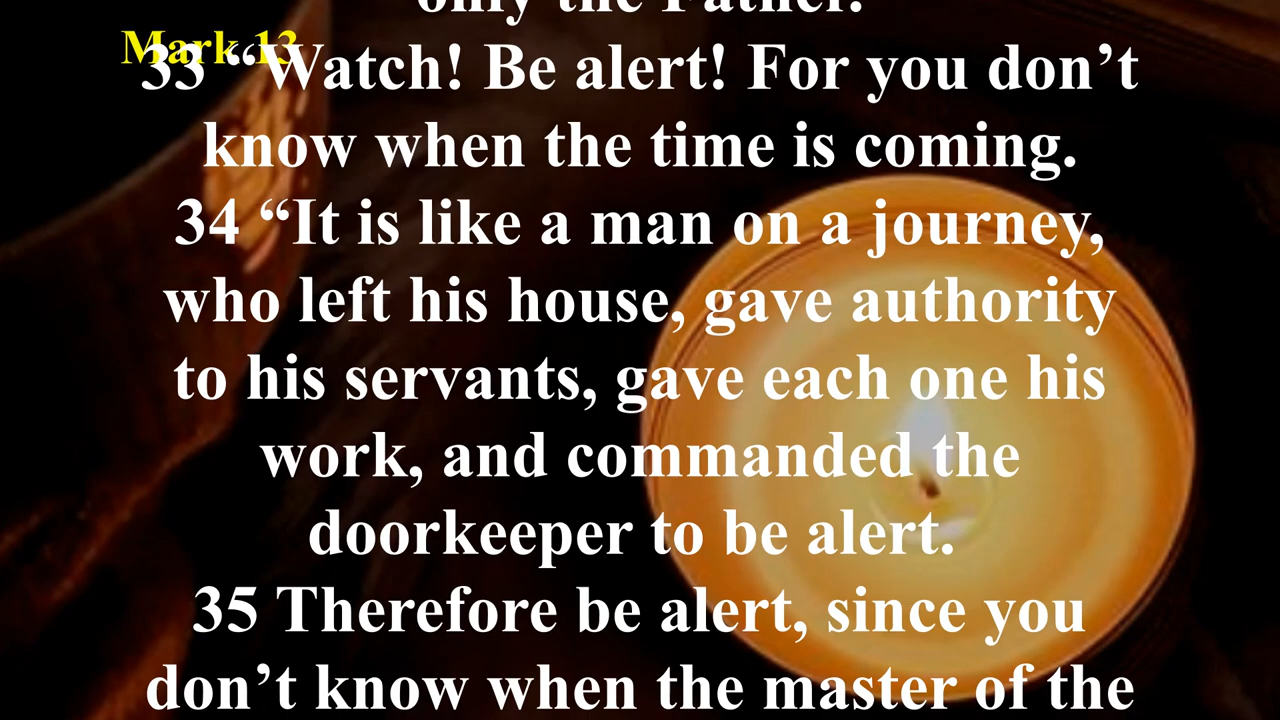 only the Father.
Mark 13
33 “Watch! Be alert! For you don’t
know when the time is coming.
34 “It is like a man on a journey,
who left his house, gave authority
to his servants, gave each one his
work, and commanded the
doorkeeper to be alert.
35 Therefore be alert, since you
don’t know when the master of the